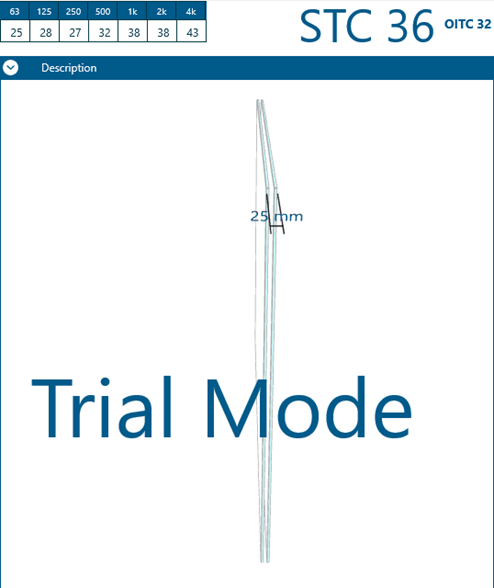 63 125 250 500 1k 2k 4k
25 28 27 32 38 38 43
STC 36 OITC 32
Description
25 mm
Trial Mode